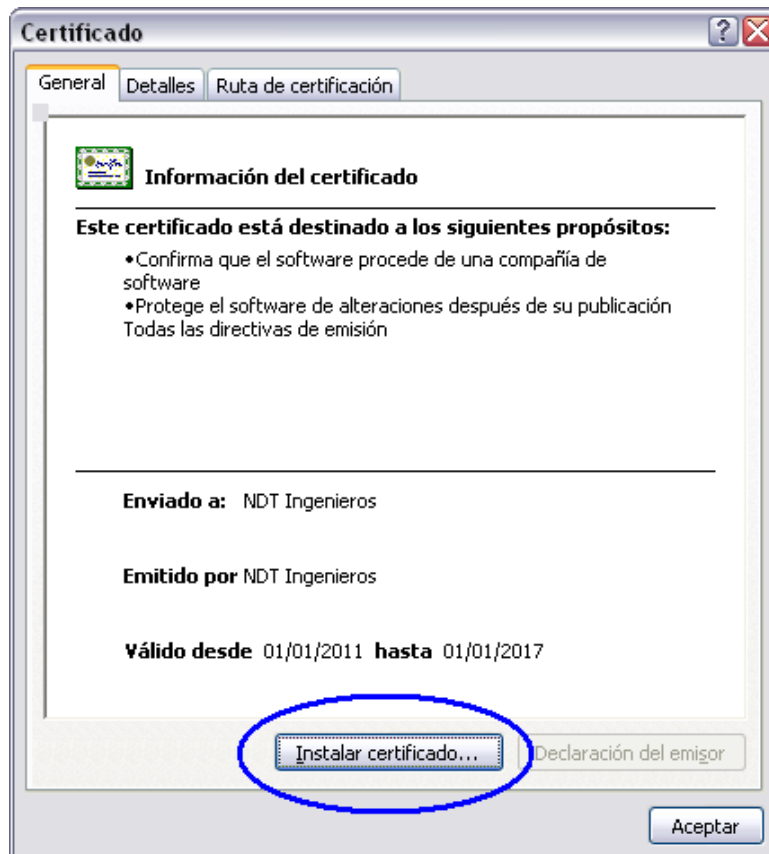 Certificado
General Detalles Ruta de certificación
Información del certificado
Este certificado está destinado a los siguientes propósitos:
•Confirma que el software procede de una compañía de
software
•Protege el software de alteraciones después de su publicación
Todas las directivas de emisión
Enviado a: NDT Ingenieros
Emitido por NDT Ingenieros
Válido desde 01/01/2011 hasta 01/01/2017
Instalar certificado... Declaración del emisor
Aceptar